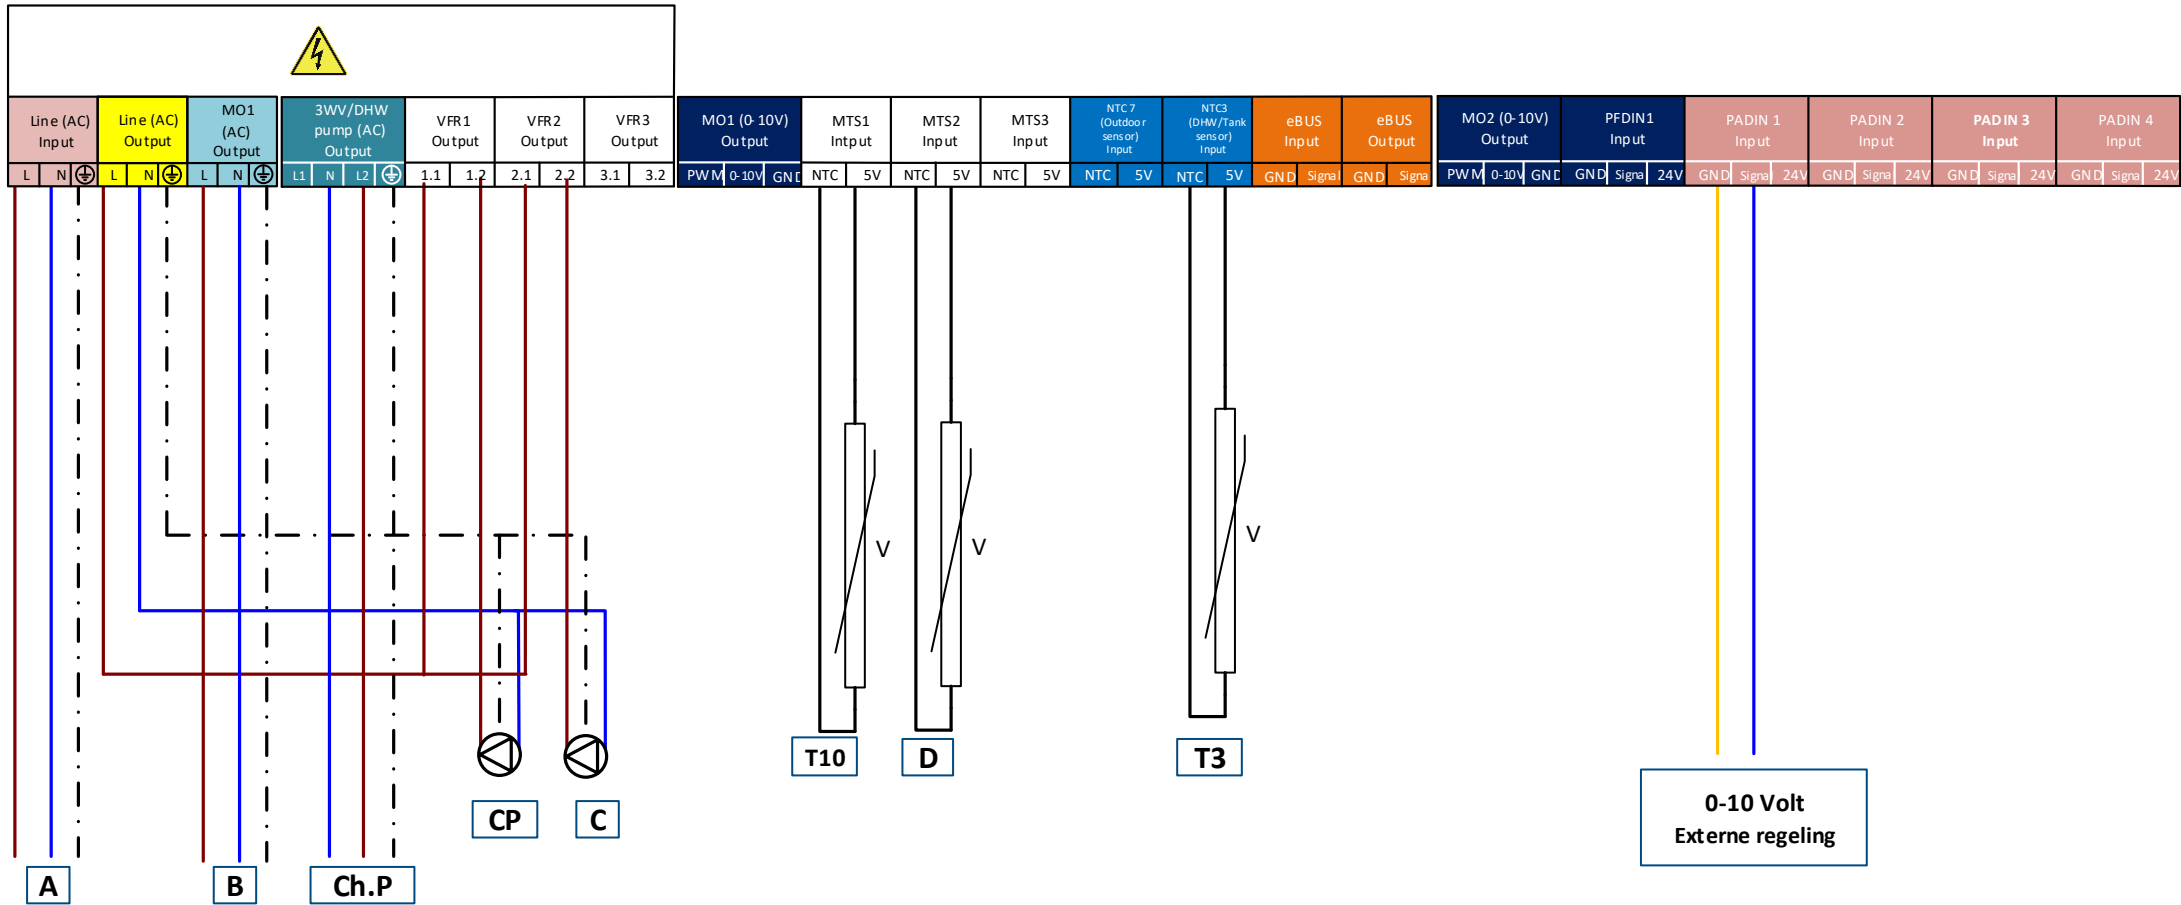 Line (AC)
Input
Line (AC)
Output
MO1
(AC)
Output
3WV/DHW
pump (AC)
Output
VFR1
Output
VFR2
Output
VFR3
Output
MO1 (0-10V)
Output
MTS1
Intput
MTS2
Input
MTS3
Input
NTC 7
(Outdoor
sensor)
Input
NTC3
(DHW/Tank
sensor)
Input
eBUS
Input
eBUS
Output
MO2 (0-10V)
Output
PFDIN1
Input
PADIN 1
Input
PADIN 2
Input
PADIN 3
Input
PADIN 4
Input
L N L N L N L1 N L2 1.1 1.2 2.1 2.2 3.1 3.2 PWM 0-10V GND NTC 5V NTC 5V NTC 5V NTC 5V NTC 5V GND Signal GND Signa PWM 0-10V GND GND Signa 24V GND Signal 24V GND Signa 24V GND Signal 24V GND Signal 24V
V
V
V
T10
D
T3
CP
C
0-10 Volt
Externe regeling
A
B
Ch.P